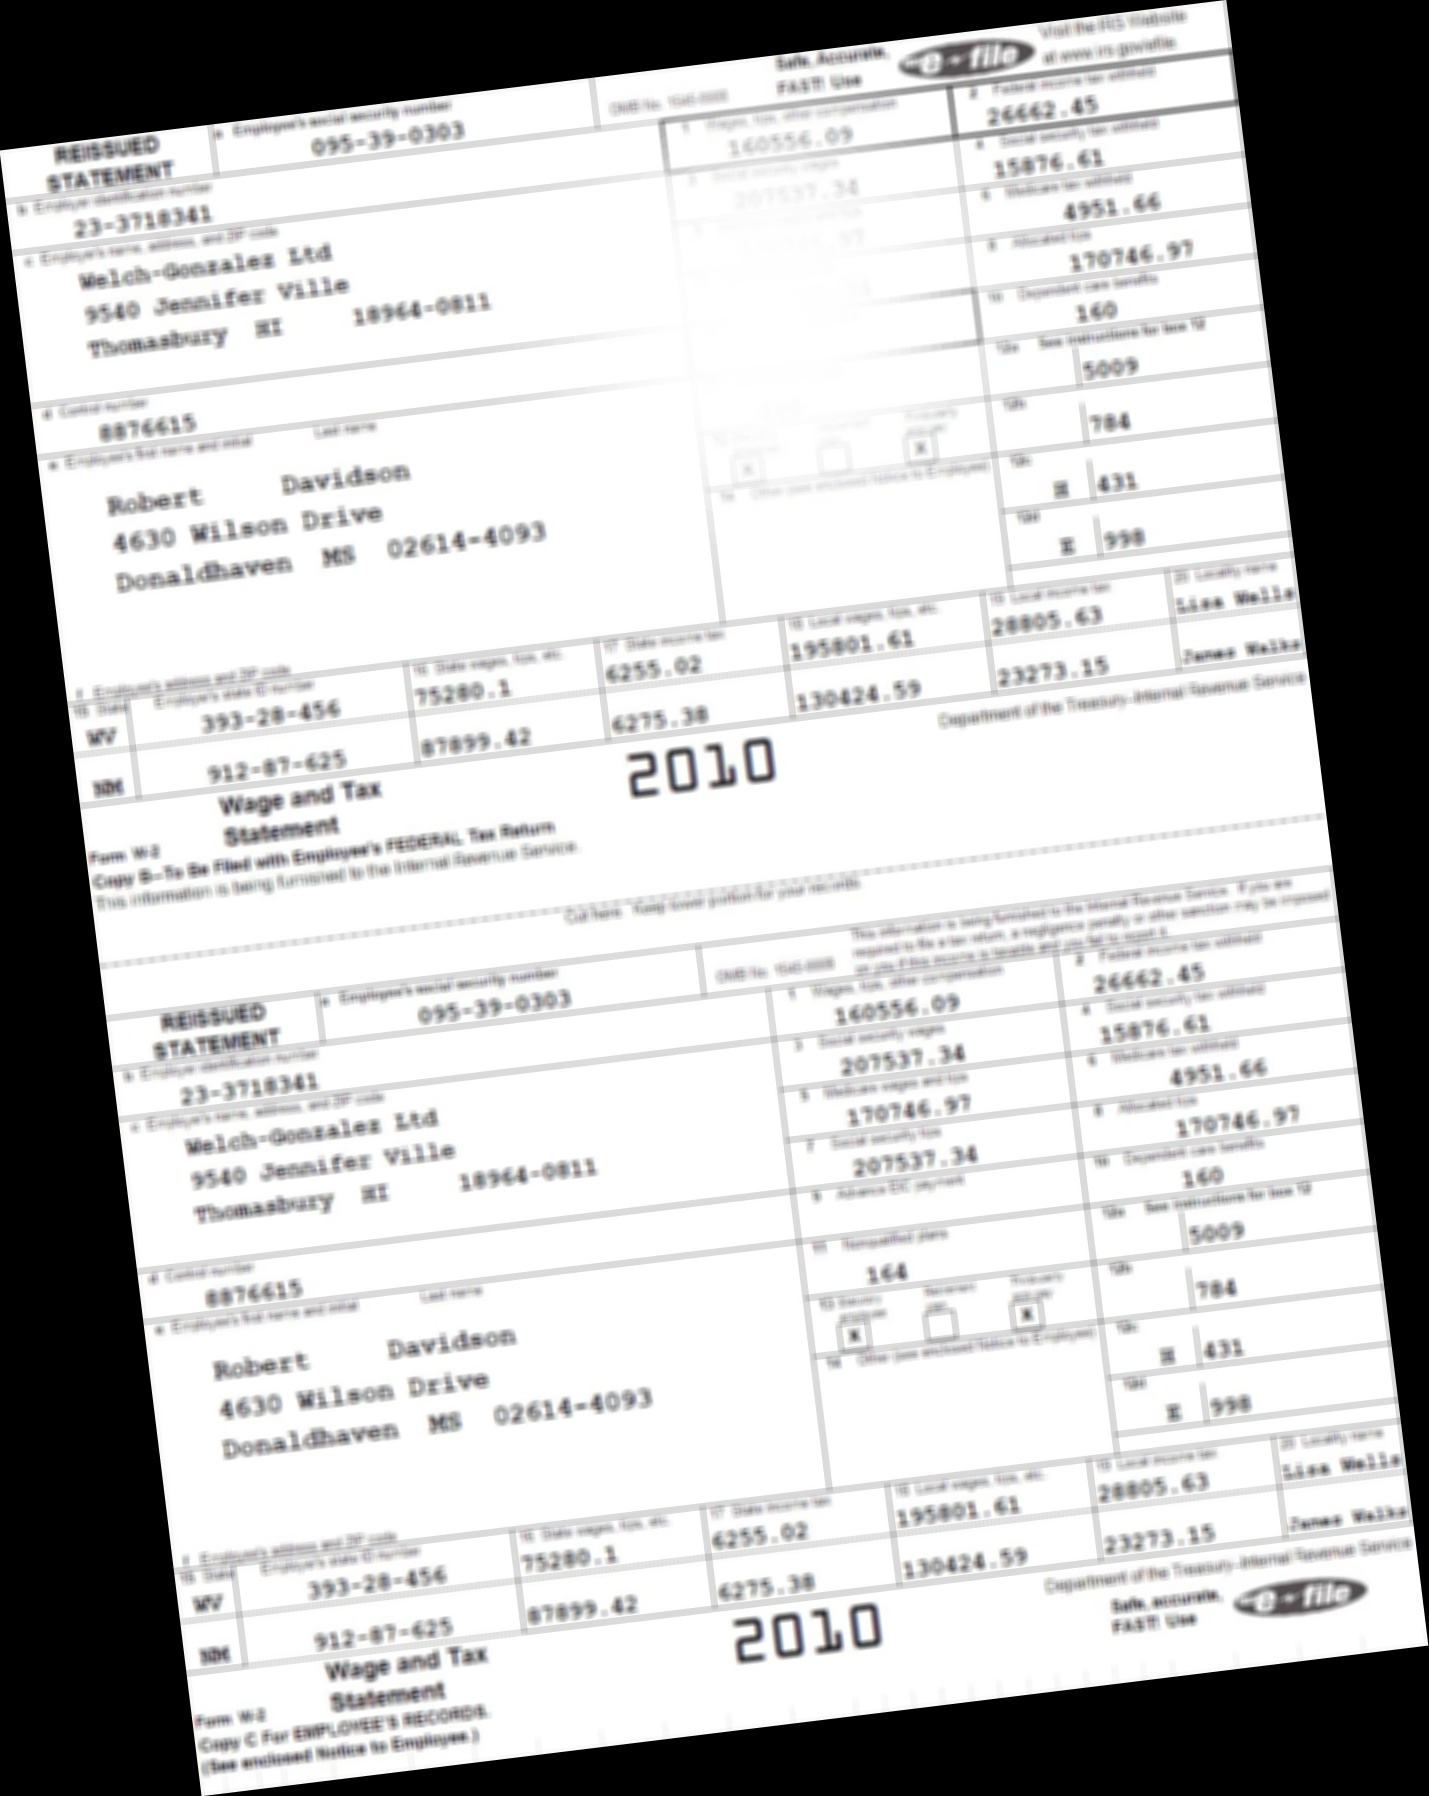 Safe, Accurate, FAST! Use e-file Visit the IRS Website at www.irs.gov/efile.
REISSUED STATEMENT
a Employee's social security number
095-39-0303
OMB No. 1545-0008
1 Wages, tips, other compensation
160556.09
2 Federal income tax withheld
26662.45
b Employer identification number
23-3718341
3 Social security wages
207537.34
4 Social security tax withheld
15876.61
c Employer's name, address, and ZIP code
Welch-Gonzalez Ltd
9540 Jennifer Ville
Thomasbury HI 18964-0811
6 Medicare tax withheld
4951.66
8 Allocated tips
170746.97
10 Dependent care benefits
160
12a See instructions for box 12
5009
d Control number
8876615
12b
784
e Employee's first name and initial Last name
Robert Davidson
4630 Wilson Drive
Donaldhaven MS 02614-4093
X X
14 Other (see enclosed Notice to Employee)
12c
H 431
12d
E 998
f Employee's address and ZIP code
15 State Employer's state ID number
16 State wages, tips, etc.
17 State income tax
18 Local wages, tips, etc.
19 Local income tax
20 Locality name
WV 393-28-456 75280.1 6255.02 195801.61 28805.63 Lisa Wells
NM 912-87-625 87899.42 6275.38 130424.59 23273.15 James Walke
Form W-2 Wage and Tax Statement 2010 Department of the Treasury-Internal Revenue Service
Copy B—To Be Filed with Employee's FEDERAL Tax Return
This information is being furnished to the Internal Revenue Service.
Cut here. Keep lower portion for your records.
This information is being furnished to the Internal Revenue Service. If you are
required to file a tax return, a negligence penalty or other sanction may be imposed
on you if this income is taxable and you fail to report it.
REISSUED STATEMENT
a Employee's social security number
095-39-0303
OMB No. 1545-0008
1 Wages, tips, other compensation
160556.09
2 Federal income tax withheld
26662.45
b Employer identification number
23-3718341
3 Social security wages
207537.34
4 Social security tax withheld
15876.61
c Employer's name, address, and ZIP code
Welch-Gonzalez Ltd
9540 Jennifer Ville
Thomasbury HI 18964-0811
5 Medicare wages and tips
170746.97
6 Medicare tax withheld
4951.66
7 Social security tips
207537.34
8 Allocated tips
170746.97
9 Advance EIC payment
10 Dependent care benefits
160
d Control number
8876615
11 Nonqualified plans
164
12a See instructions for box 12
5009
e Employee's first name and initial Last name
Robert Davidson
4630 Wilson Drive
Donaldhaven MS 02614-4093
13 Statutory employee Retirement plan Third-party sick pay
X X
12b
784
14 Other (see enclosed Notice to Employee)
12c
H 431
12d
E 998
f Employee's address and ZIP code
15 State Employer's state ID number
16 State wages, tips, etc.
17 State income tax
18 Local wages, tips, etc.
19 Local income tax
20 Locality name
WV 393-28-456 75280.1 6255.02 195801.61 28805.63 Lisa Wells
NM 912-87-625 87899.42 6275.38 130424.59 23273.15 James Walke
Form W-2 Wage and Tax Statement 2010 Department of the Treasury-Internal Revenue Service
Safe, accurate, FAST! Use e-file
Copy C For EMPLOYEE'S RECORDS.
(See enclosed Notice to Employee.)